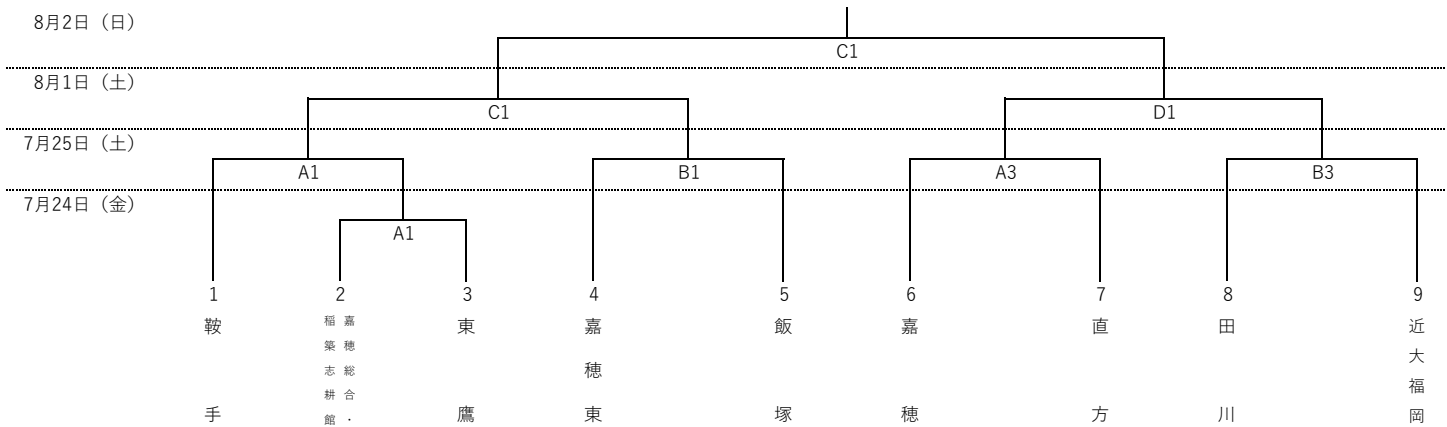 8月2日（日）
C1
8月1日（土）
C1
D1
7月25日（土）
A1
B1
A3
B3
7月24日（金）
A1
1
2
3
4
5
6
7
8
9
鞍手
嘉穂総合・
稲築志耕館
東鷹
嘉穂東
飯塚
嘉穂
直方
田川
近大福岡